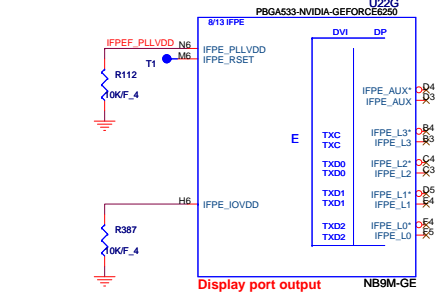 U22G
PBGA533-NVIDIA-GEFORCE6250
8/13 IFPE
DVI DP
IFPEF_PLLVDD N6 IFPE_PLLVDD
T1 M6 IFPE_RSET
R112
10K/F_4
IFPE_AUX* D4
IFPE_AUX D3
E
TXC IFPE_L3* B4
TXC IFPE_L3 B3
TXD0 IFPE_L2* C4
TXD0 IFPE_L2 C3
TXD1 IFPE_L1* D5
TXD1 IFPE_L1 E4
H6 IFPE_IOVDD
TXD2 IFPE_L0* F4
TXD2 IFPE_L0 F5
R387
10K/F_4
Display port output NB9M-GE